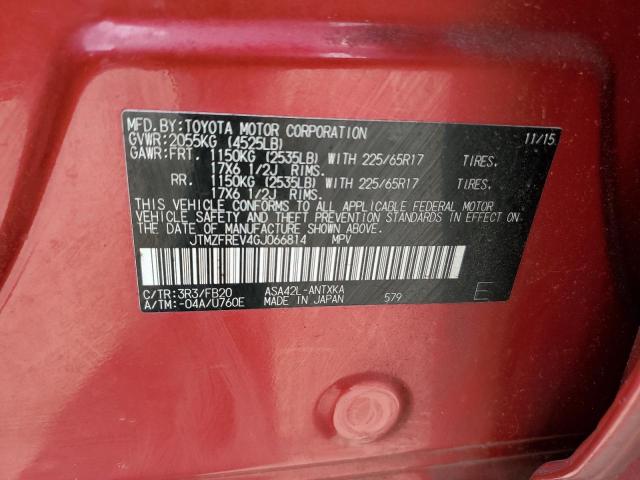 MFD.BY:TOYOTA MOTOR CORPORATION 11/15
GVWR:2055KG (4525LB)
GAWR:FRT. 1150KG (2535LB) WITH 225/65R17 TIRES.
17X6 1/2J RIMS.
RR. 1150KG (2535LB) WITH 225/65R17 TIRES.
17X6 1/2J RIMS.
THIS VEHICLE CONFORMS TO ALL APPLICABLE FEDERAL MOTOR
VEHICLE SAFETY AND THEFT PREVENTION STANDARDS IN EFFECT ON
THE DATE OF MANUFACTURE SHOWN ABOVE.
JTMZFREV4GJ066814 MPV
C/TR:3R3/FB20 ASA42L-ANTXKA
A/TM:-04A/U760E MADE IN JAPAN 579 E